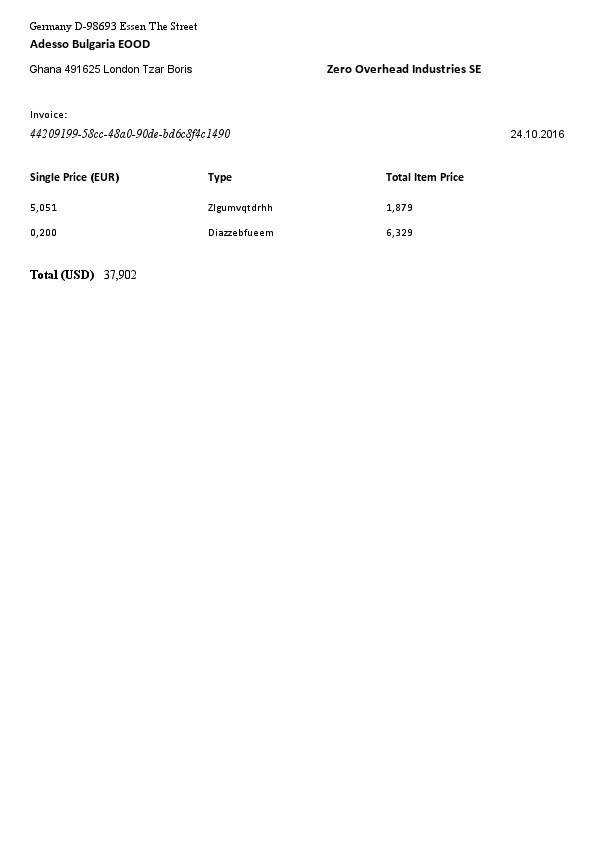 Germany D-98693 Essen The Street
Adesso Bulgaria EOOD
Ghana 491625 London Tzar Boris Zero Overhead Industries SE
Invoice:
44209199-58cc-48a0-90de-bd6c8f4c1490 24.10.2016
Single Price (EUR) Type Total Item Price
5,051 Zlgumvqtdrhh 1,879
0,200 Diazzebfueem 6,329
Total (USD) 37,902